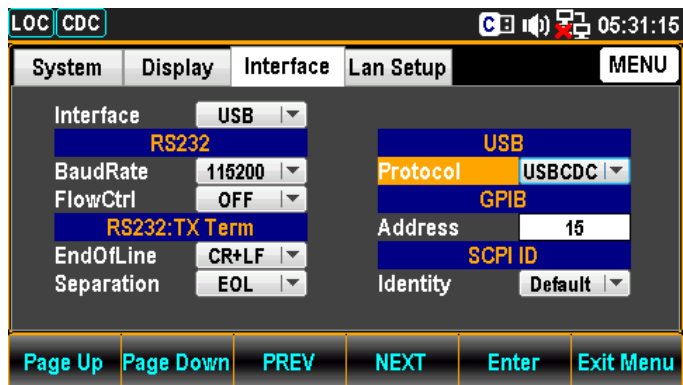 LOC CDC C 05:31:15
System Display Interface Lan Setup MENU
Interface USB
RS232 USB
BaudRate 115200 Protocol USBCDC
FlowCtrl OFF GPIB
RS232:TX Term Address 15
EndOfLine CR+LF SCPI ID
Separation EOL Identity Default
Page Up Page Down PREV NEXT Enter Exit Menu